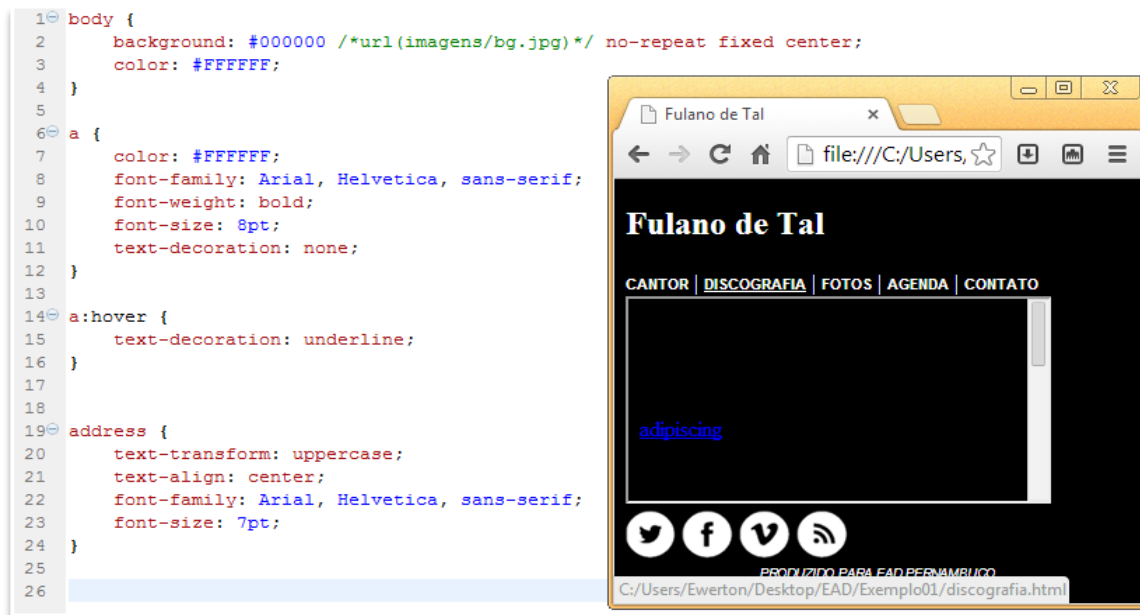 1 body {
2 background: #000000 /*url(imagens/bg.jpg)*/ no-repeat fixed center;
3 color: #FFFFFF;
4 }
5
6 a {
7 color: #FFFFFF;
8 font-family: Arial, Helvetica, sans-serif;
9 font-weight: bold;
10 font-size: 8pt;
11 text-decoration: none;
12 }
13
14 a:hover {
15 text-decoration: underline;
16 }
17
18
19 address {
20 text-transform: uppercase;
21 text-align: center;
22 font-family: Arial, Helvetica, sans-serif;
23 font-size: 7pt;
24 }
25
26
Fulano de Tal
file:///C:/Users,
Fulano de Tal
CANTOR | DISCOGRAFIA | FOTOS | AGENDA | CONTATO
adipiscing
PRODUZIDO PARA EAD PERNAMBUCO
C:/Users/Ewerton/Desktop/EAD/Exemplo01/discografia.html